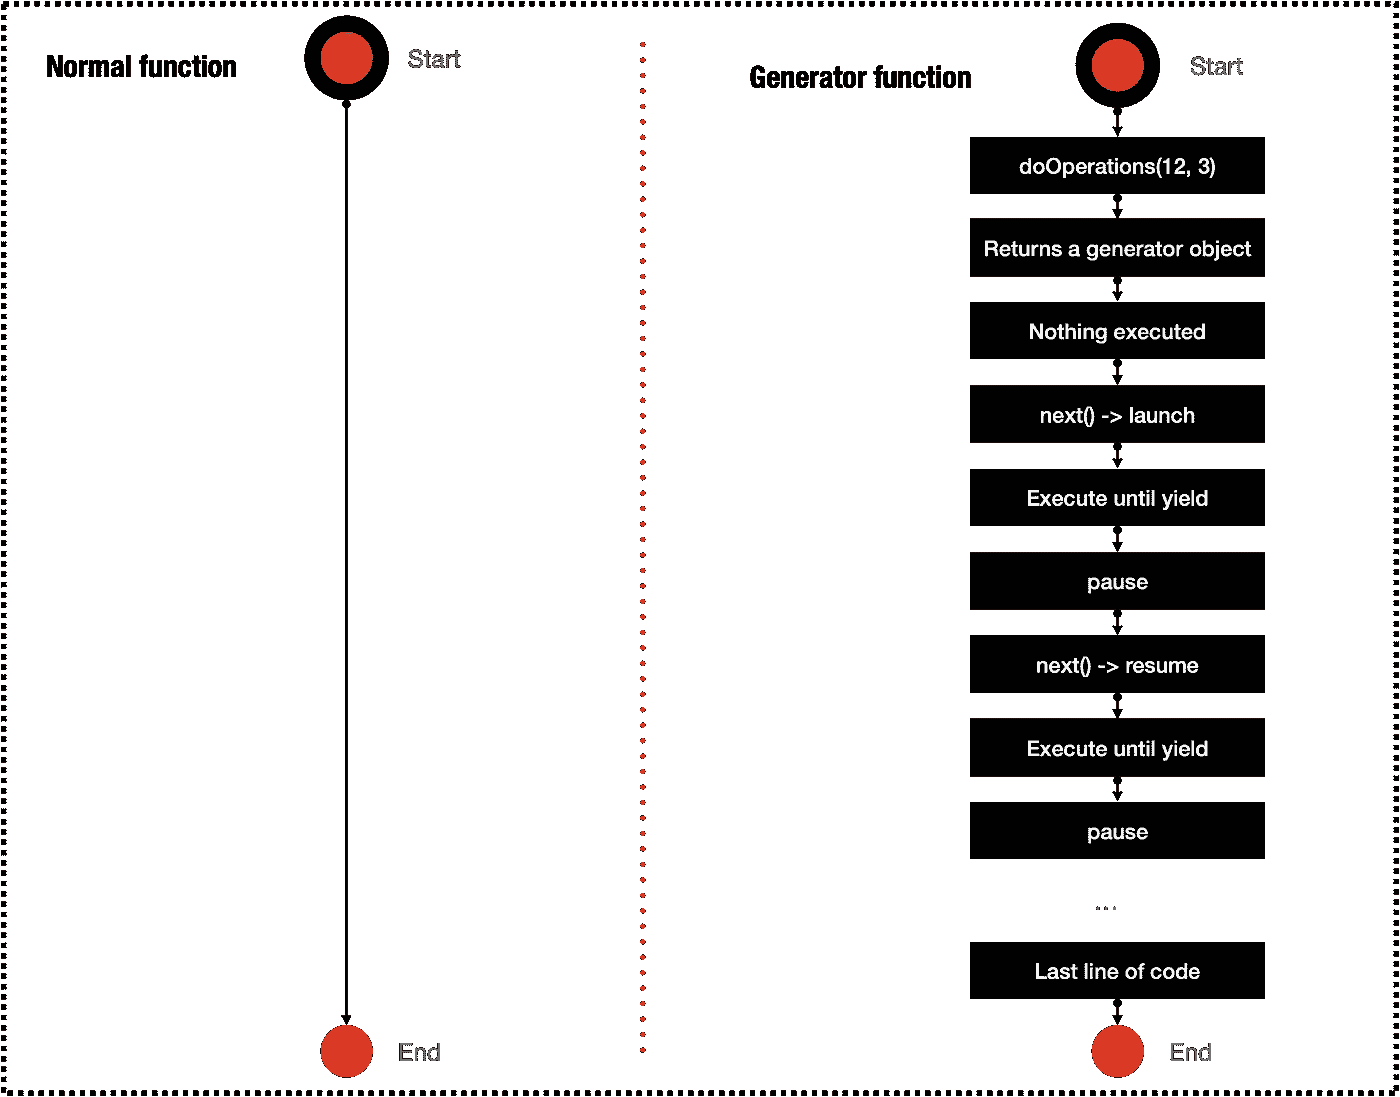 Normal function
Start
End
Generator function
Start
doOperations(12, 3)
Returns a generator object
Nothing executed
next() -> launch
Execute until yield
pause
next() -> resume
Execute until yield
pause
...
Last line of code
End